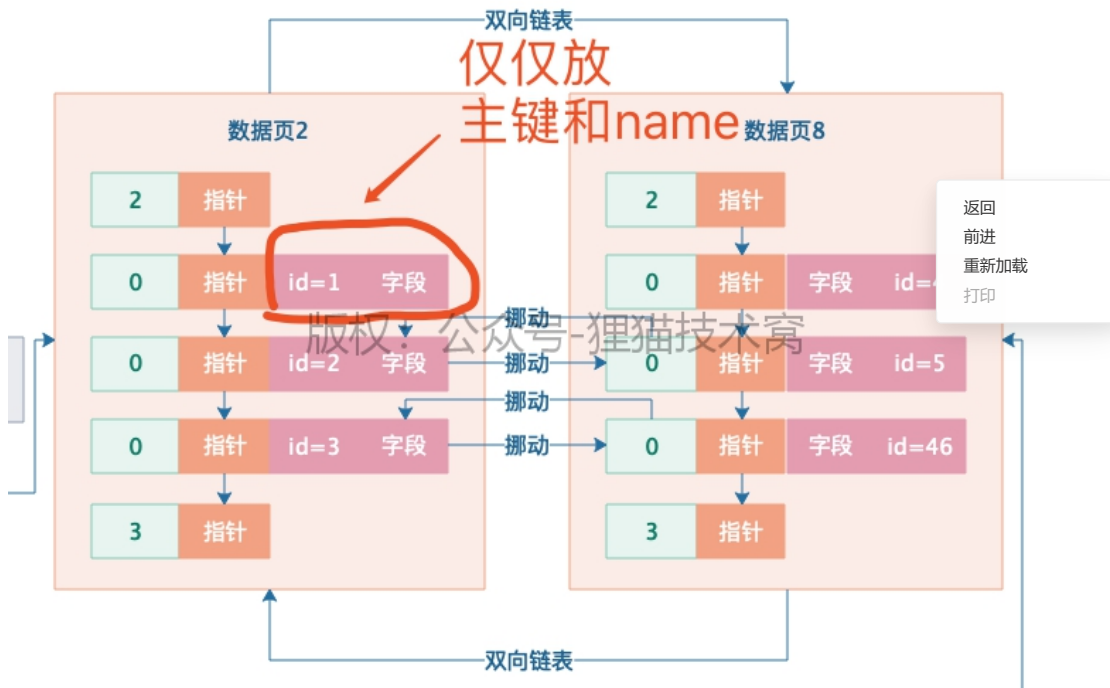 双向链表
仅仅放
主键和name
数据页2
2 指针
0 指针 id=1 字段
0 指针 id=2 字段
0 指针 id=3 字段
3 指针
挪动
挪动
挪动
挪动
数据页8
2 指针
0 指针 字段
0 指针 字段 id=5
0 指针 字段 id=46
3 指针
返回
前进
重新加载
打印
版权：公众号-狸猫技术窝
双向链表